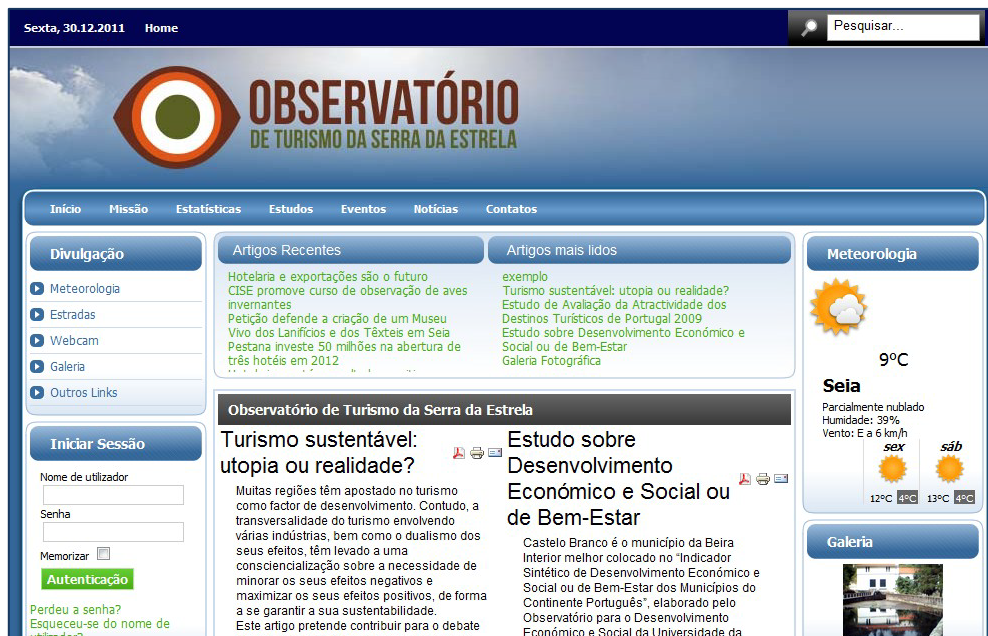 Sexta, 30.12.2011 Home
Pesquisar...
OBSERVATÓRIO
DE TURISMO DA SERRA DA ESTRELA
Início Missão Estatísticas Estudos Eventos Notícias Contatos
Divulgação
Meteorologia
Estradas
Webcam
Galeria
Outros Links
Iniciar Sessão
Nome de utilizador
Senha
Memorizar
Autenticação
Perdeu a senha?
Esqueceu-se do nome de
utilizador?
Artigos Recentes
Hotelaria e exportações são o futuro
CISE promove curso de observação de aves
invernantes
Petição defende a criação de um Museu
Vivo dos Lanifícios e dos Têxteis em Seia
Pestana investe 50 milhões na abertura de
três hotéis em 2012
Artigos mais lidos
exemplo
Turismo sustentável: utopia ou realidade?
Estudo de Avaliação da Atractividade dos
Destinos Turísticos de Portugal 2009
Estudo sobre Desenvolvimento Económico e
Social ou de Bem-Estar
Galeria Fotográfica
Observatório de Turismo da Serra da Estrela
Turismo sustentável:
utopia ou realidade?
Muitas regiões têm apostado no turismo
como factor de desenvolvimento. Contudo, a
transversalidade do turismo envolvendo
várias indústrias, bem como o dualismo dos
seus efeitos, têm levado a uma
consciencialização sobre a necessidade de
minorar os seus efeitos negativos e
maximizar os seus efeitos positivos, de forma
a se garantir a sua sustentabilidade.
Este artigo pretende contribuir para o debate
Estudo sobre
Desenvolvimento
Económico e Social ou
de Bem-Estar
Castelo Branco é o município da Beira
Interior melhor colocado no “Indicador
Sintético de Desenvolvimento Económico e
Social ou de Bem-Estar dos Municípios do
Continente Português”, elaborado pelo
Observatório para o Desenvolvimento
Económico e Social da Universidade da
Meteorologia
9ºC
Seia
Parcialmente nublado
Humidade: 39%
Vento: E a 6 km/h
sex sáb
12ºC 4ºC 13ºC 4ºC
Galeria